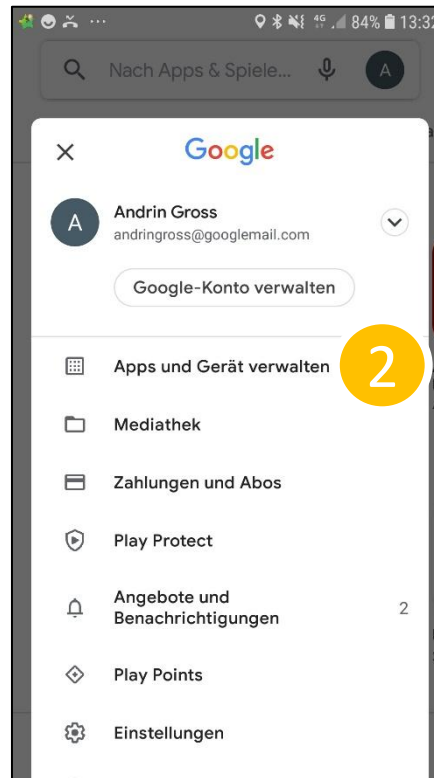 4G 84% 13:32
Nach Apps & Spiele... A
Google
A Andrin Gross
andringross@googlemail.com
Google-Konto verwalten
Apps und Gerät verwalten 2
Mediathek
Zahlungen und Abos
Play Protect
Angebote und
Benachrichtigungen 2
Play Points
Einstellungen